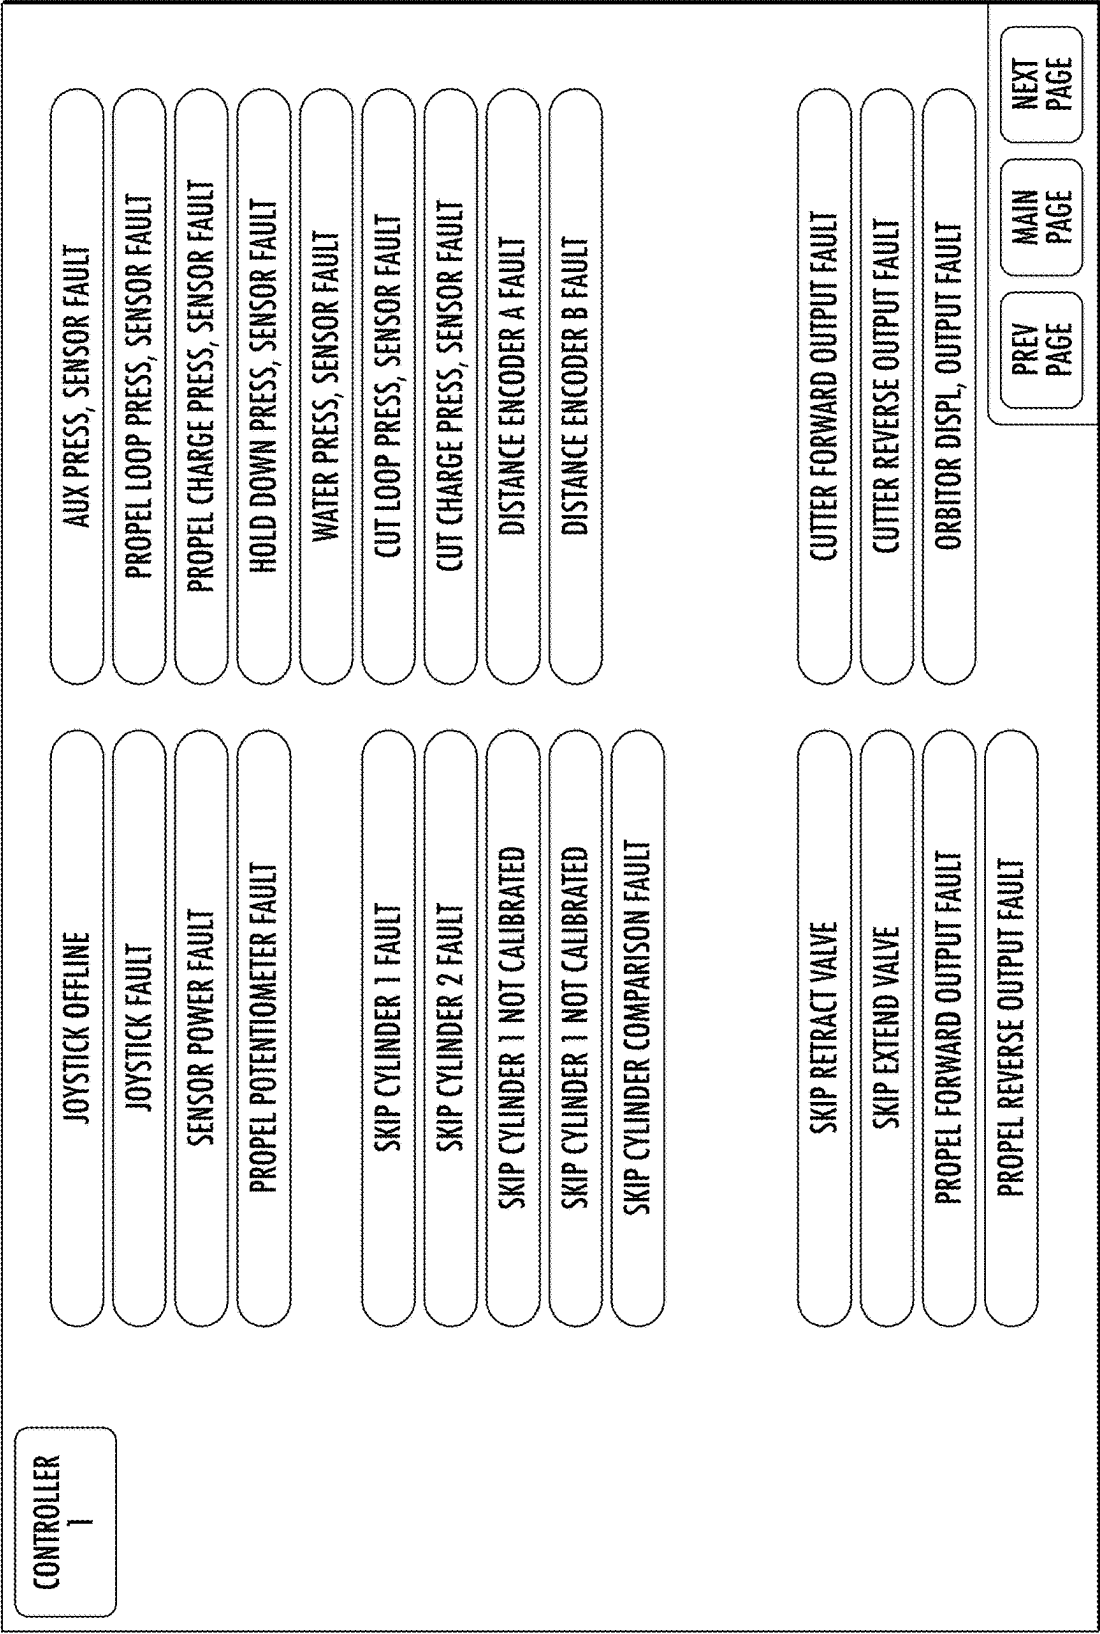 CONTROLLER
1
JOYSTICK OFFLINE
JOYSTICK FAULT
SENSOR POWER FAULT
PROPEL POTENTIOMETER FAULT
SKIP CYLINDER 1 FAULT
SKIP CYLINDER 2 FAULT
SKIP CYLINDER 1 NOT CALIBRATED
SKIP CYLINDER 1 NOT CALIBRATED
SKIP CYLINDER COMPARISON FAULT
SKIP RETRACT VALVE
SKIP EXTEND VALVE
PROPEL FORWARD OUTPUT FAULT
PROPEL REVERSE OUTPUT FAULT
AUX PRESS, SENSOR FAULT
PROPEL LOOP PRESS, SENSOR FAULT
PROPEL CHARGE PRESS, SENSOR FAULT
HOLD DOWN PRESS, SENSOR FAULT
WATER PRESS, SENSOR FAULT
CUT LOOP PRESS, SENSOR FAULT
CUT CHARGE PRESS, SENSOR FAULT
DISTANCE ENCODER A FAULT
DISTANCE ENCODER B FAULT
CUTTER FORWARD OUTPUT FAULT
CUTTER REVERSE OUTPUT FAULT
ORBITOR DISPL, OUTPUT FAULT
PREV
PAGE
MAIN
PAGE
NEXT
PAGE